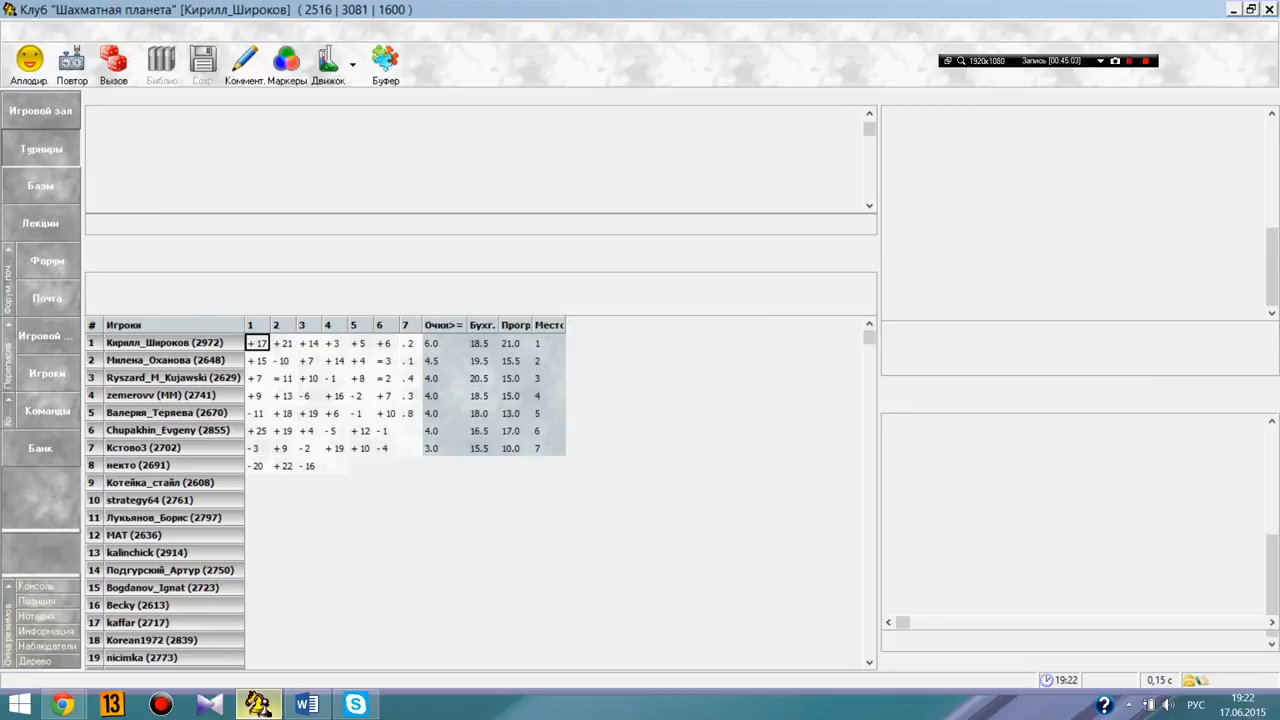 Клуб "Шахматная планета" [Кирилл_Широков] ( 2516 | 3081 | 1600 )
Аплодир. Повтор Вызов Библио Сохр. Коммент. Маркеры Движок Буфер
1920x1080 Запись [00:45:03]
Игровой зал
Турниры
Базы
Лекции
Форум
Почта
Игровой ...
Игроки
Команды
Банк
Форум, поч.
Переписка
Ко...
Окна режимов
Консоль
Позиция
Нотация
Информация
Наблюдатели
Дерево
# Игроки 1 2 3 4 5 6 7 Очки>= Бухг. Прогр Место
1 Кирилл_Широков (2972) + 17 + 21 + 14 + 3 + 5 + 6 . 2 6.0 18.5 21.0 1
2 Милена_Оханова (2648) + 15 - 10 + 7 + 14 + 4 = 3 . 1 4.5 19.5 15.5 2
3 Ryszard_M_Kujawski (2629) + 7 = 11 + 10 - 1 + 8 = 2 . 4 4.0 20.5 15.0 3
4 zemerovv (ММ) (2741) + 9 + 13 - 6 + 16 - 2 + 7 . 3 4.0 18.5 15.0 4
5 Валерия_Теряева (2670) - 11 + 18 + 19 + 6 - 1 + 10 . 8 4.0 18.0 13.0 5
6 Chupakhin_Evgeny (2855) + 25 + 19 + 4 - 5 + 12 - 1 4.0 16.5 17.0 6
7 Кстово3 (2702) - 3 + 9 - 2 + 19 + 10 - 4 3.0 15.5 10.0 7
8 некто (2691) - 20 + 22 - 16
9 Котейка_стайл (2608)
10 strategy64 (2761)
11 Лукьянов_Борис (2797)
12 МАТ (2636)
13 kalinchick (2914)
14 Подгурский_Артур (2750)
15 Bogdanov_Ignat (2723)
16 Becky (2613)
17 kaffar (2717)
18 Korean1972 (2839)
19 nicimka (2773)
19:22 0,15 с
13
РУС
19:22
17.06.2015